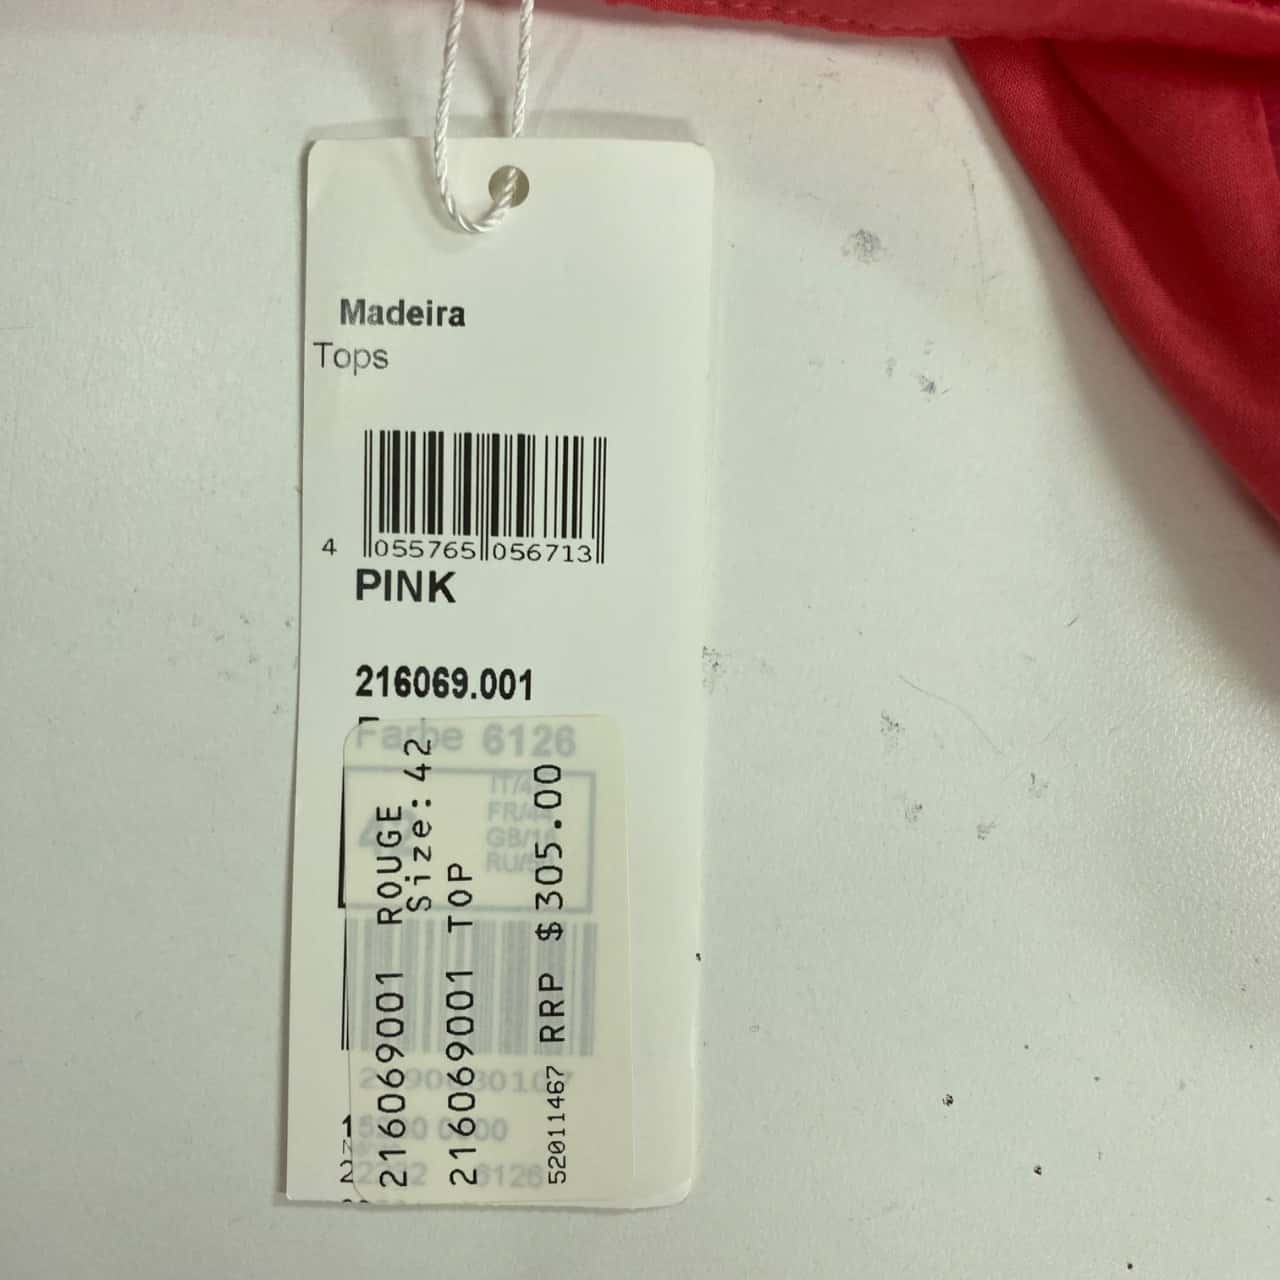 Madeira
Tops
4 055765 056713
PINK
216069.001
Farbe 6126
216069001 ROUGE
Size: 42
216069001 TOP
52011467 RRP $305.00